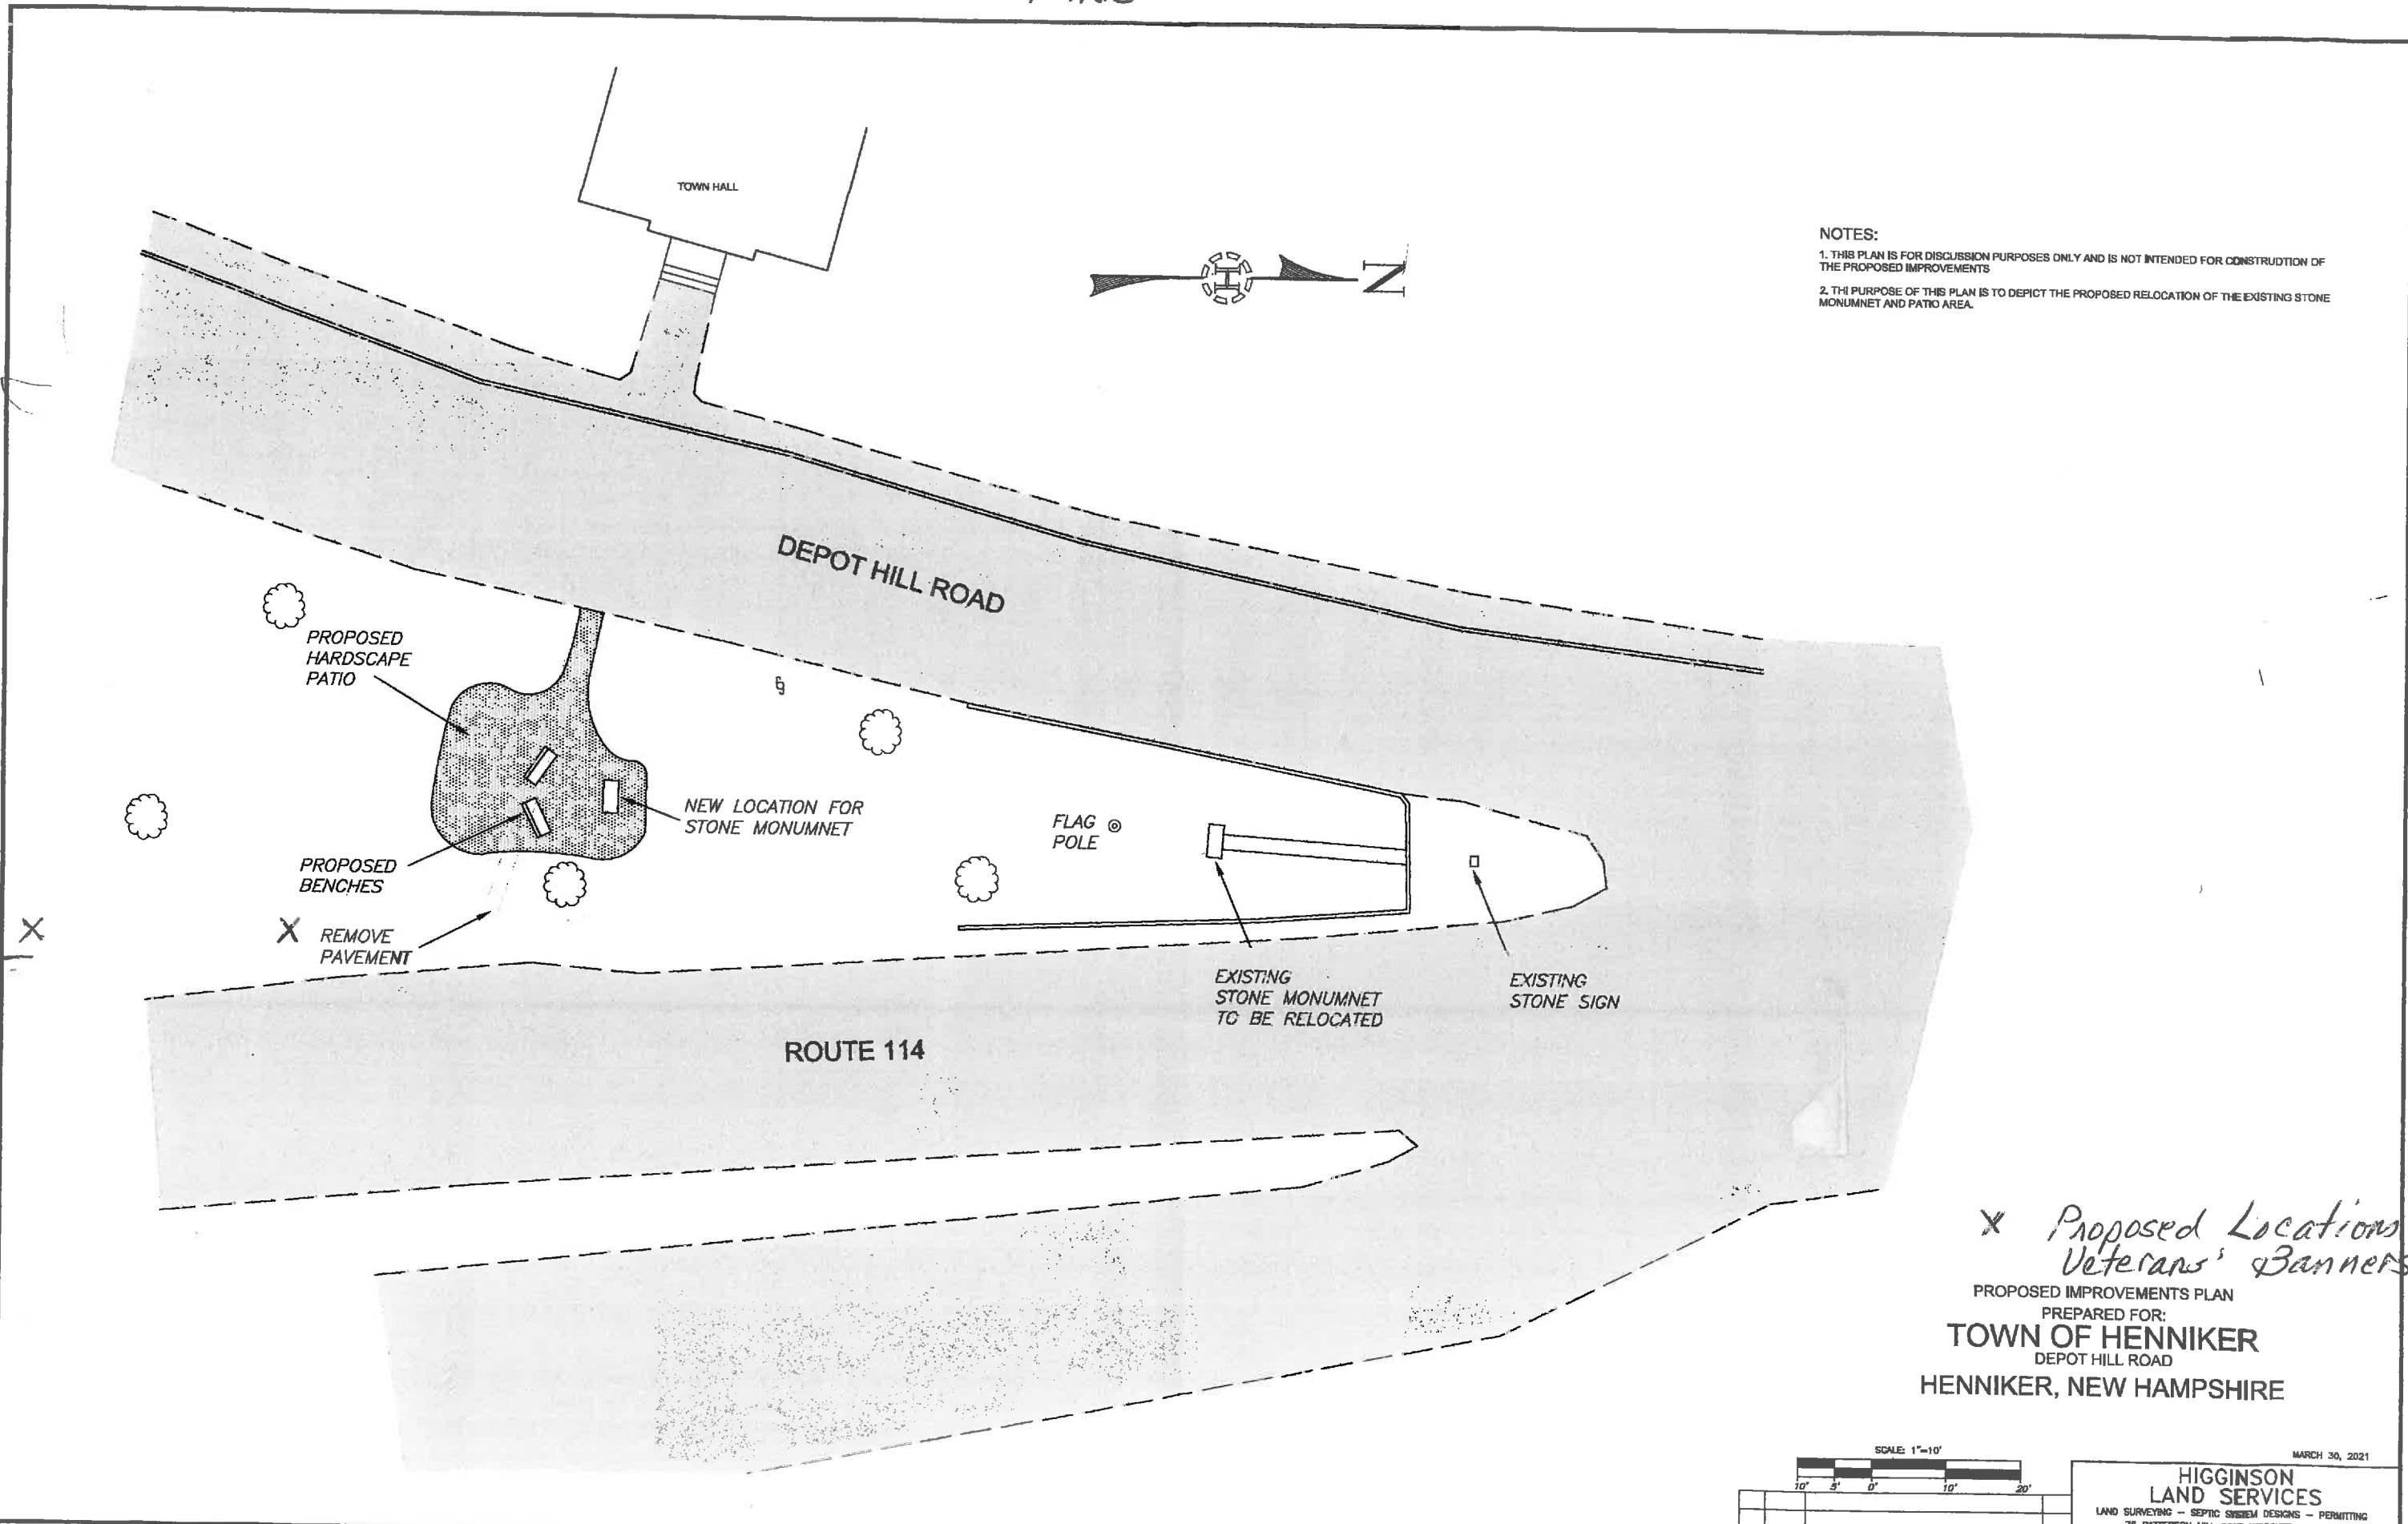 TOWN HALL
N
NOTES:
1. THIS PLAN IS FOR DISCUSSION PURPOSES ONLY AND IS NOT INTENDED FOR CONSTRUDTION OF
THE PROPOSED IMPROVEMENTS
2. THI PURPOSE OF THIS PLAN IS TO DEPICT THE PROPOSED RELOCATION OF THE EXISTING STONE
MONUMNET AND PATIO AREA.
DEPOT HILL ROAD
PROPOSED
HARDSCAPE
PATIO
NEW LOCATION FOR
STONE MONUMNET
FLAG
POLE
PROPOSED
BENCHES
X
X
REMOVE
PAVEMENT
EXISTING
STONE MONUMNET
TO BE RELOCATED
EXISTING
STONE SIGN
ROUTE 114
X Proposed Locations
Veterans' Banners
PROPOSED IMPROVEMENTS PLAN
PREPARED FOR:
TOWN OF HENNIKER
DEPOT HILL ROAD
HENNIKER, NEW HAMPSHIRE
SCALE: 1"=10'
10' 5' 0' 10' 20'
MARCH 30, 2021
HIGGINSON
LAND SERVICES
LAND SURVEYING - SEPTIC SYSTEM DESIGNS - PERMITTING